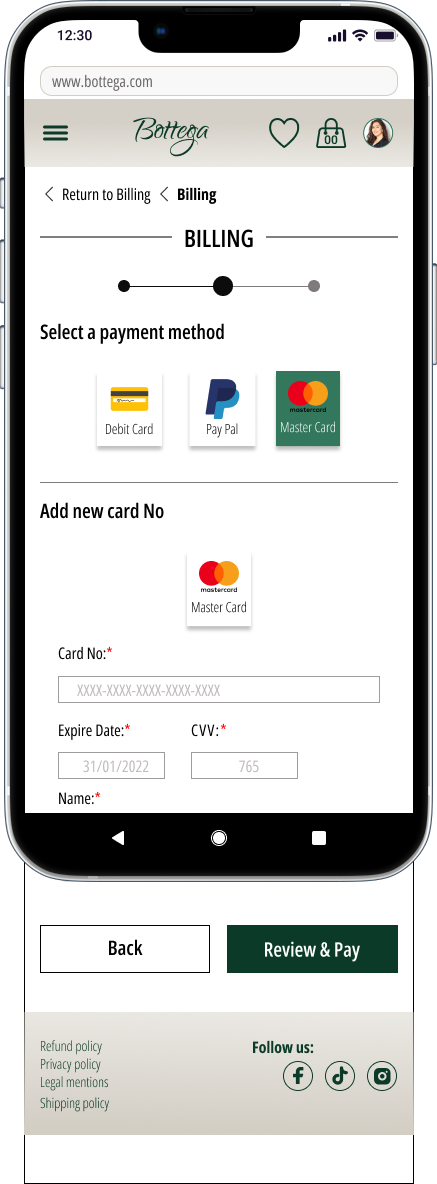 12:30
www.bottega.com
Bottega
00
Return to Billing Billing
BILLING
Select a payment method
mastercard
Debit Card Pay Pal Master Card
Add new card No
mastercard
Master Card
Card No:*
XXXX-XXXX-XXXX-XXXX-XXXX
Expire Date:* CVV:*
31/01/2022 765
Name:*
Back Review & Pay
Follow us:
Refund policy
Privacy policy
Legal mentions
Shipping policy